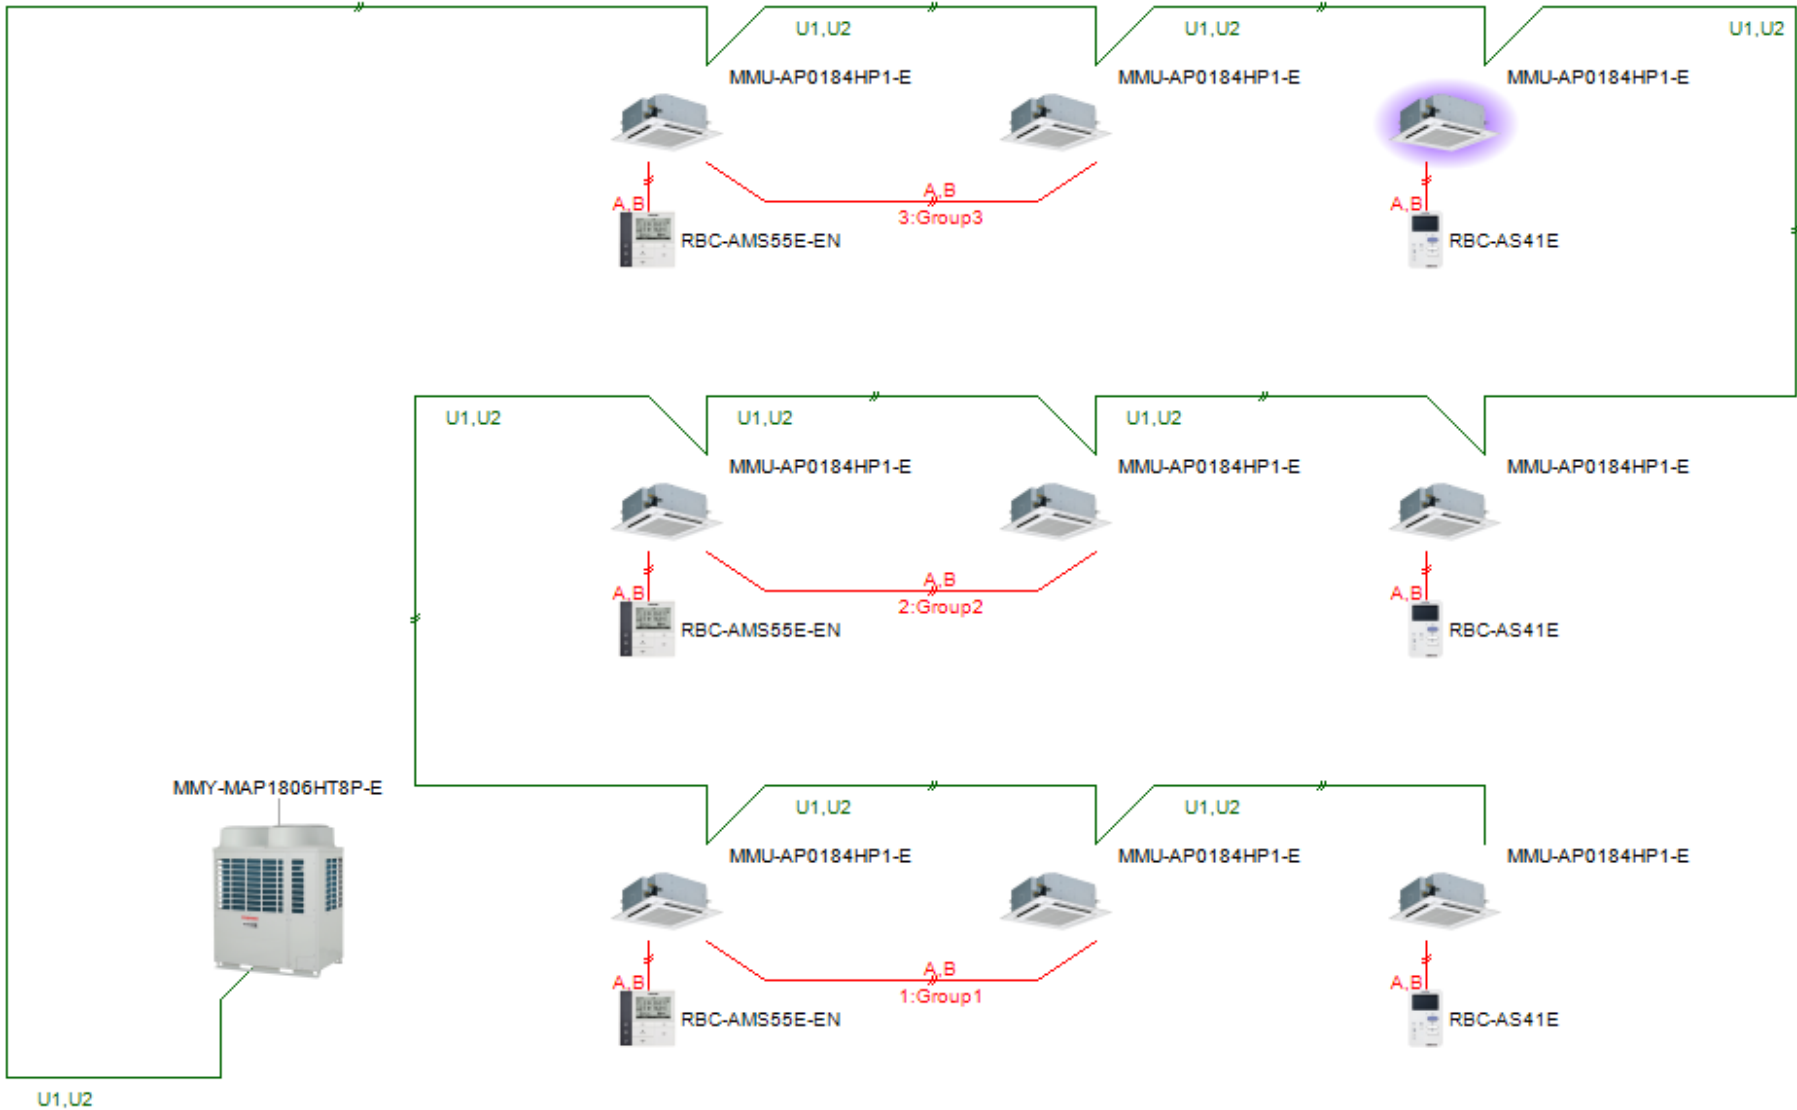 U1,U2
U1,U2
U1,U2
MMU-AP0184HP1-E
MMU-AP0184HP1-E
MMU-AP0184HP1-E
A,B
3:Group3
A,B
A,B
RBC-AMS55E-EN
RBC-AS41E
U1,U2
U1,U2
U1,U2
MMU-AP0184HP1-E
MMU-AP0184HP1-E
MMU-AP0184HP1-E
A,B
2:Group2
A,B
A,B
RBC-AMS55E-EN
RBC-AS41E
MMY-MAP1806HT8P-E
U1,U2
U1,U2
MMU-AP0184HP1-E
MMU-AP0184HP1-E
MMU-AP0184HP1-E
A,B
1:Group1
A,B
A,B
RBC-AMS55E-EN
RBC-AS41E
U1,U2